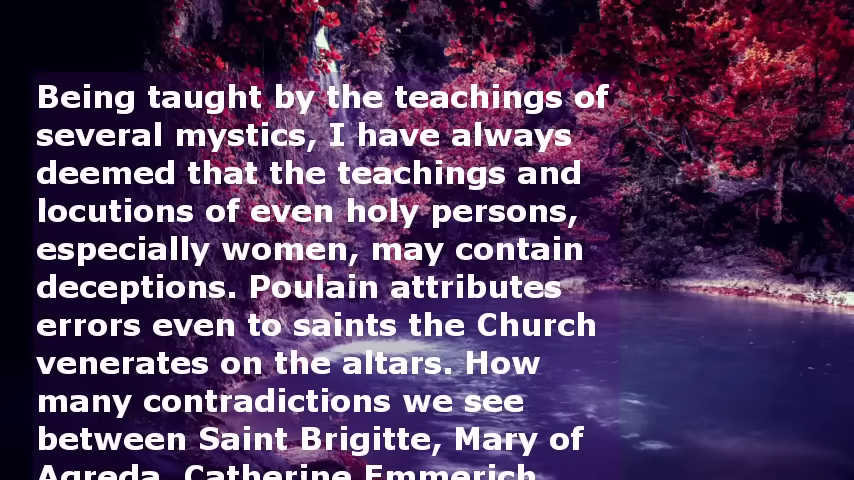 Being taught by the teachings of
several mystics, I have always
deemed that the teachings and
locutions of even holy persons,
especially women, may contain
deceptions. Poulain attributes
errors even to saints the Church
venerates on the altars. How
many contradictions we see
between Saint Brigitte, Mary of
Agreda, Catherine Emmerich,